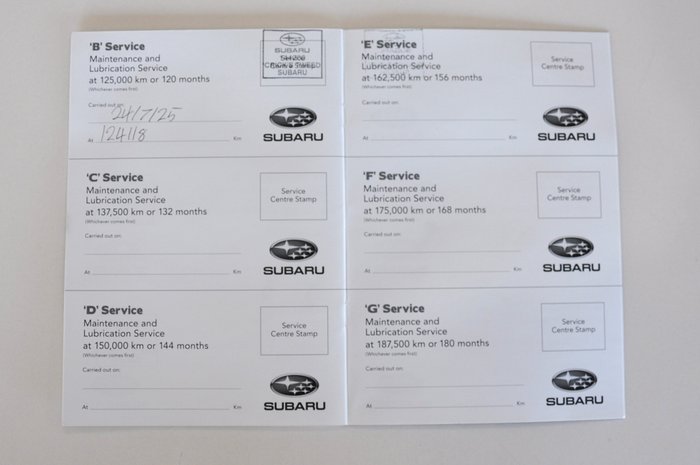 'B' Service
Maintenance and
Lubrication Service
at 125,000 km or 120 months
(Whichever comes first)
Carried out on:
24/7/25
At 124118 Km
SUBARU
SUBARU
SUBARU
'C' Service
Maintenance and
Lubrication Service
at 137,500 km or 132 months
(Whichever comes first)
Carried out on:
At Km
Service
Centre Stamp
SUBARU
'D' Service
Maintenance and
Lubrication Service
at 150,000 km or 144 months
(Whichever comes first)
Carried out on:
At Km
Service
Centre Stamp
SUBARU
'E' Service
Maintenance and
Lubrication Service
at 162,500 km or 156 months
(Whichever comes first)
Carried out on:
At Km
Service
Centre Stamp
SUBARU
'F' Service
Maintenance and
Lubrication Service
at 175,000 km or 168 months
(Whichever comes first)
Carried out on:
At Km
Service
Centre Stamp
SUBARU
'G' Service
Maintenance and
Lubrication Service
at 187,500 km or 180 months
(Whichever comes first)
Carried out on:
At Km
Service
Centre Stamp
SUBARU